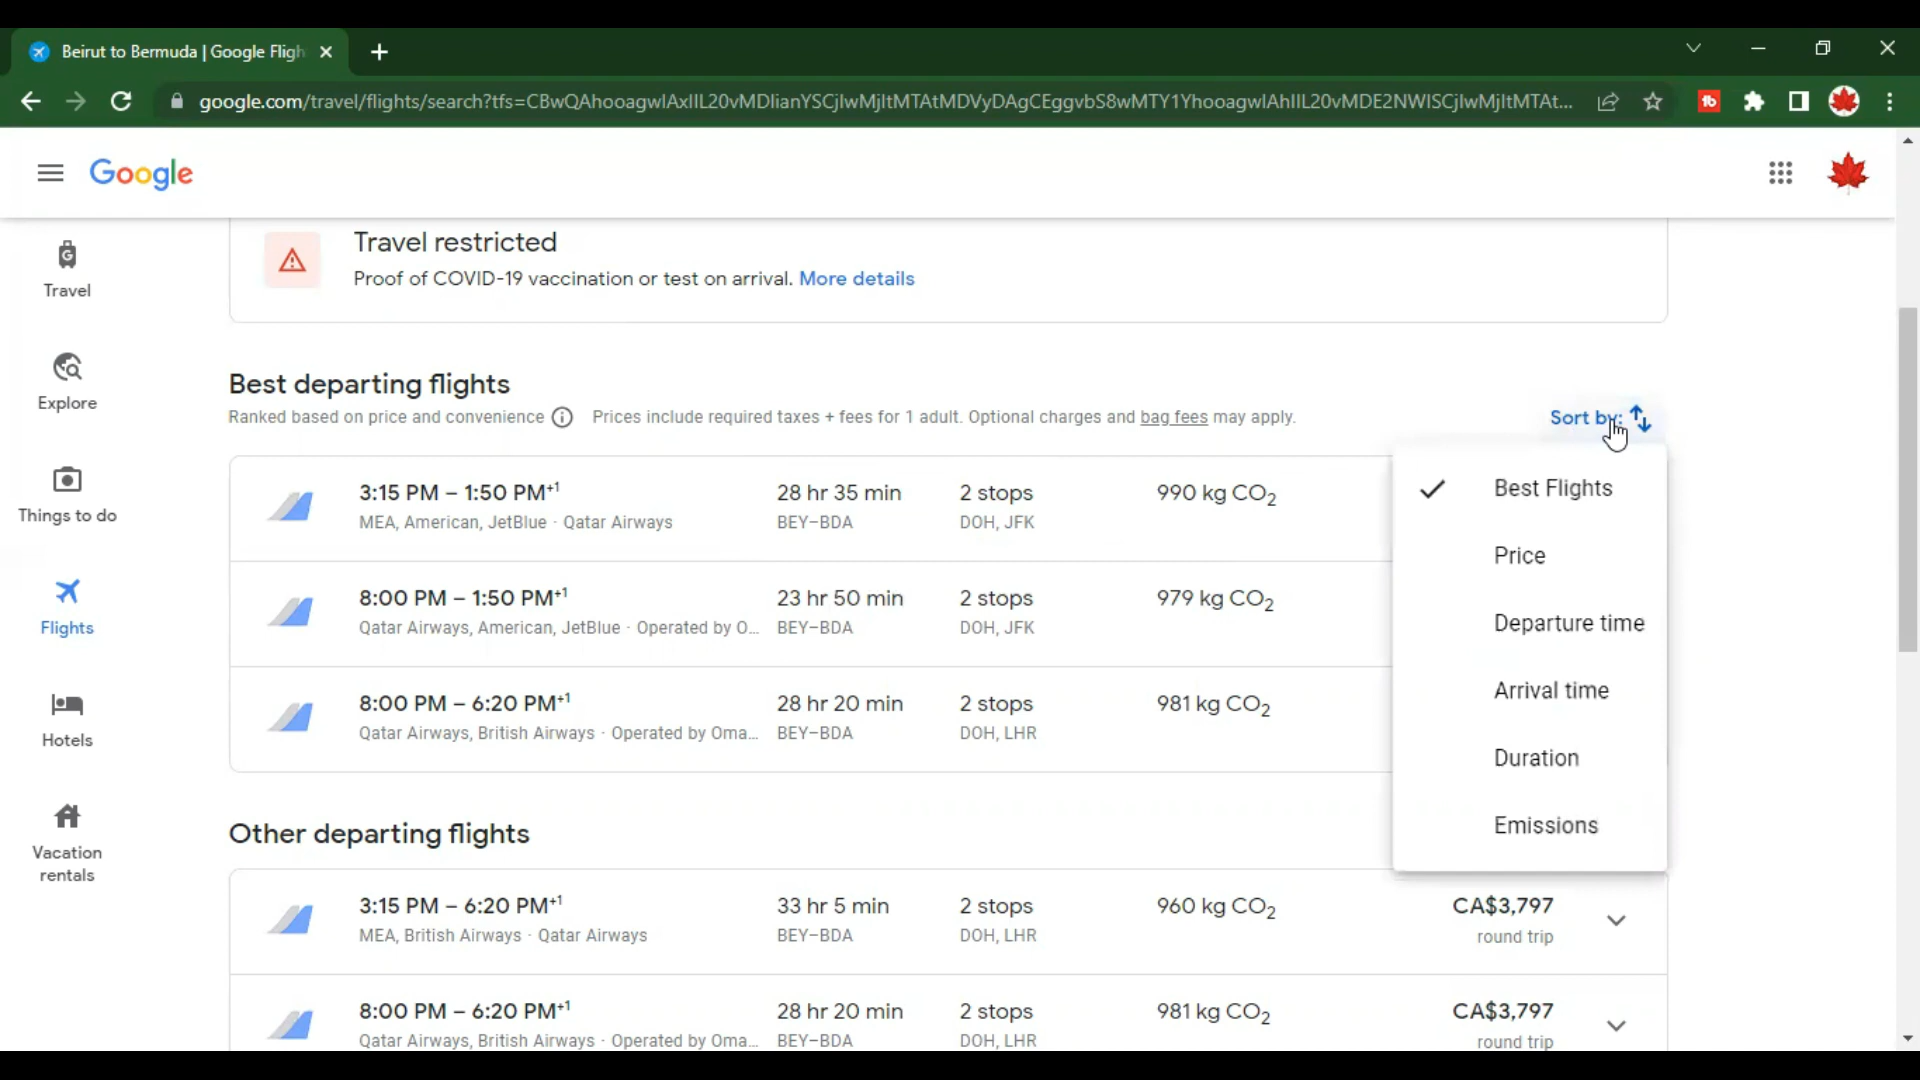 Beirut to Bermuda | Google Fligh
google.com/travel/flights/search?tfs=CBwQAhooagwIAxIIL20vMDlianYSCjIwMjItMTAtMDVyDAgCEggvbS8wMTY1YhooagwIAhIIL20vMDE2NWISCjIwMjItMTAt...
Google
Travel restricted
Proof of COVID-19 vaccination or test on arrival. More details
Travel
Explore
Things to do
Flights
Hotels
Vacation
rentals
Best departing flights
Ranked based on price and convenience Prices include required taxes + fees for 1 adult. Optional charges and bag fees may apply.
Sort by:
Best Flights
Price
Departure time
Arrival time
Duration
Emissions
3:15 PM – 1:50 PM+1 28 hr 35 min 2 stops 990 kg CO2
MEA, American, JetBlue · Qatar Airways BEY–BDA DOH, JFK
8:00 PM – 1:50 PM+1 23 hr 50 min 2 stops 979 kg CO2
Qatar Airways, American, JetBlue · Operated by O... BEY–BDA DOH, JFK
8:00 PM – 6:20 PM+1 28 hr 20 min 2 stops 981 kg CO2
Qatar Airways, British Airways · Operated by Oma... BEY–BDA DOH, LHR
Other departing flights
3:15 PM – 6:20 PM+1 33 hr 5 min 2 stops 960 kg CO2 CA$3,797
MEA, British Airways · Qatar Airways BEY–BDA DOH, LHR round trip
8:00 PM – 6:20 PM+1 28 hr 20 min 2 stops 981 kg CO2 CA$3,797
Qatar Airways, British Airways · Operated by Oma... BEY–BDA DOH, LHR round trip